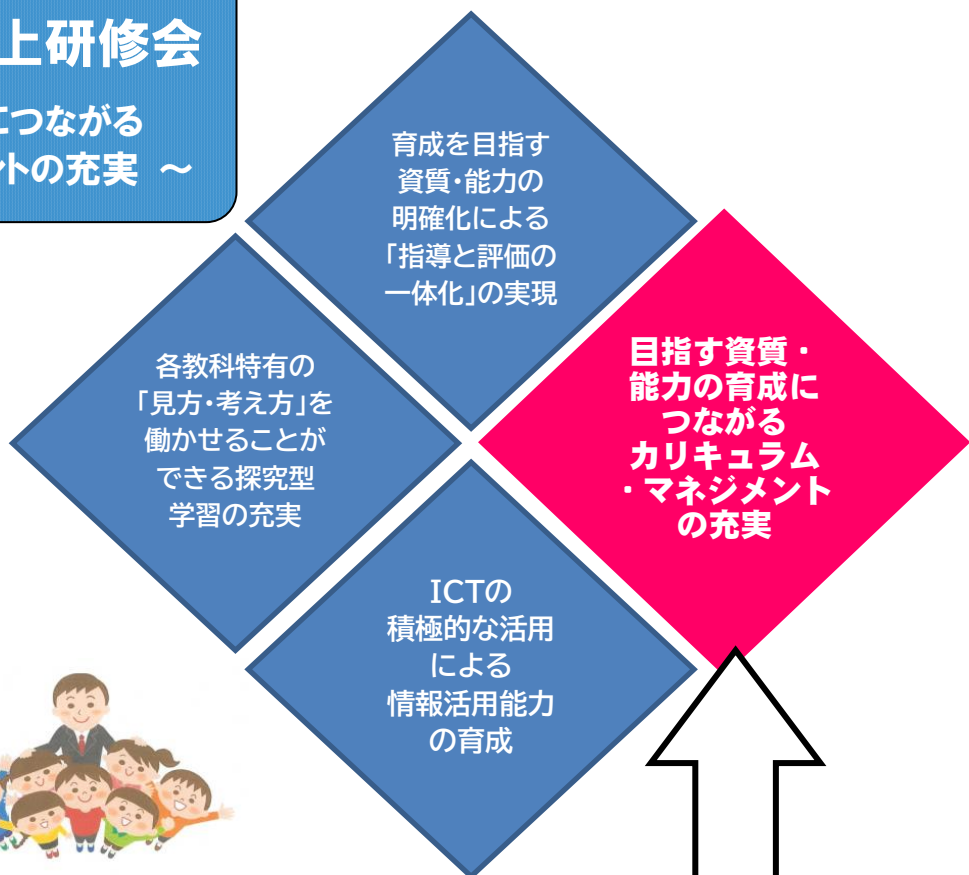 上研修会
つながる
ントの充実 ～
育成を目指す
資質・能力の
明確化による
「指導と評価の
一体化」の実現
各教科特有の
「見方・考え方」を
働かせることが
できる探究型
学習の充実
目指す資質・
能力の育成に
つながる
カリキュラム
・マネジメント
の充実
ICTの
積極的な活用
による
情報活用能力
の育成